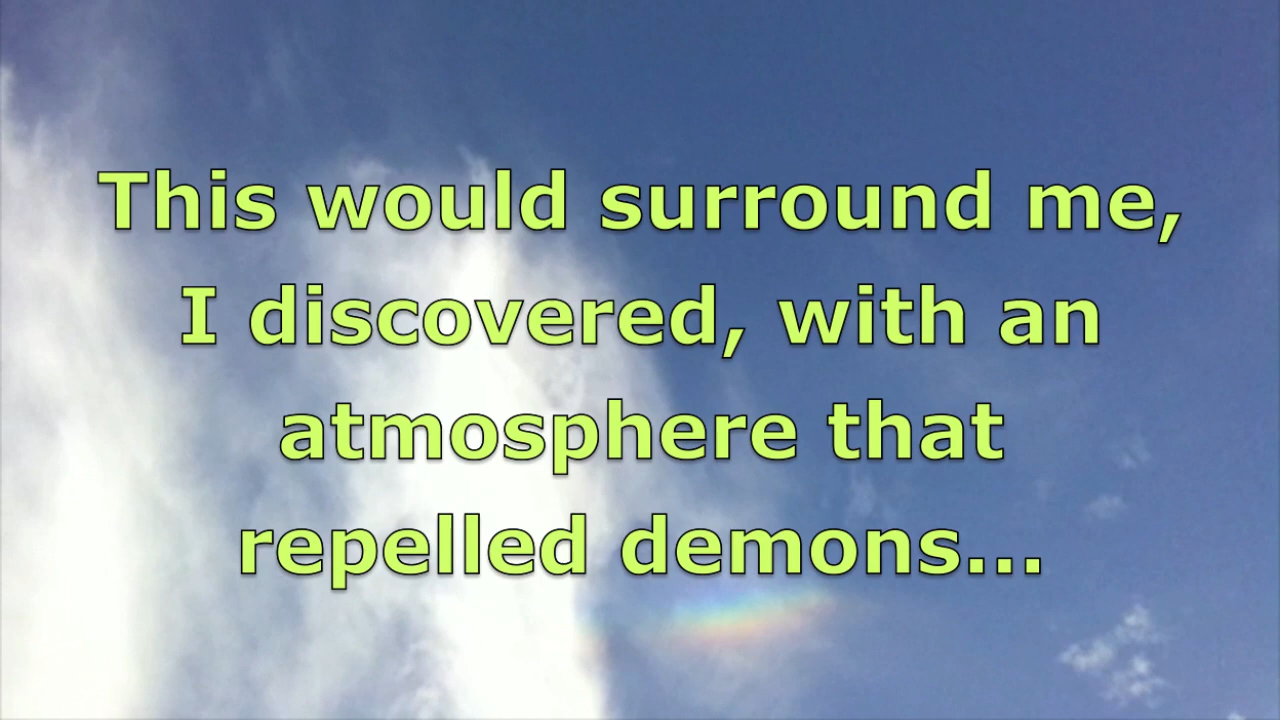 This would surround me,
I discovered, with an
atmosphere that
repelled demons...